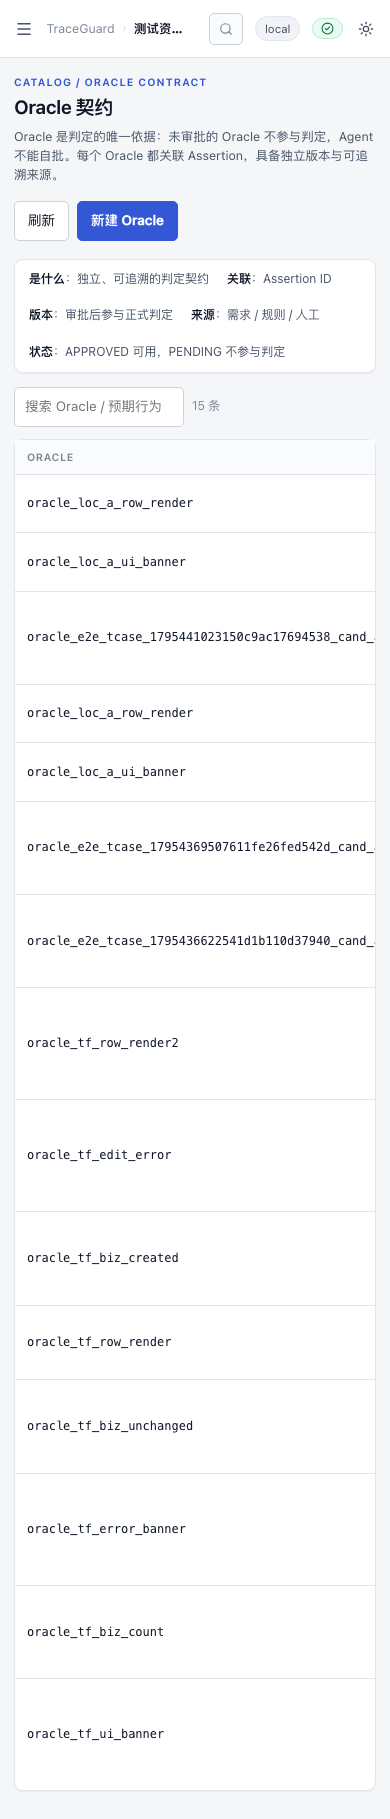 TraceGuard · 测试资... local
CATALOG / ORACLE CONTRACT
Oracle 契约
Oracle 是判定的唯一依据：未审批的 Oracle 不参与判定，Agent
不能自批。每个 Oracle 都关联 Assertion，具备独立版本与可追
溯来源。
刷新 新建 Oracle
是什么：独立、可追溯的判定契约 关联：Assertion ID
版本：审批后参与正式判定 来源：需求 / 规则 / 人工
状态：APPROVED 可用，PENDING 不参与判定
搜索 Oracle / 预期行为 15 条
ORACLE
oracle_loc_a_row_render
oracle_loc_a_ui_banner
oracle_e2e_tcase_1795441023150c9ac17694538_cand_
oracle_loc_a_row_render
oracle_loc_a_ui_banner
oracle_e2e_tcase_17954369507611fe26fed542d_cand_
oracle_e2e_tcase_1795436622541d1b110d37940_cand_
oracle_tf_row_render2
oracle_tf_edit_error
oracle_tf_biz_created
oracle_tf_row_render
oracle_tf_biz_unchanged
oracle_tf_error_banner
oracle_tf_biz_count
oracle_tf_ui_banner